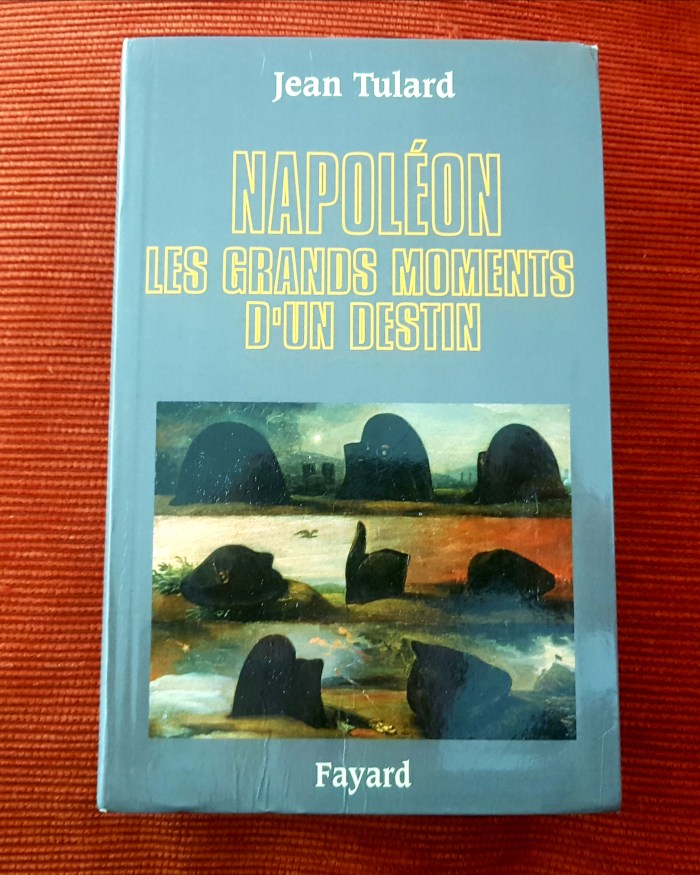 Jean Tulard
NAPOLÉON
LES GRANDS MOMENTS
D'UN DESTIN
Fayard